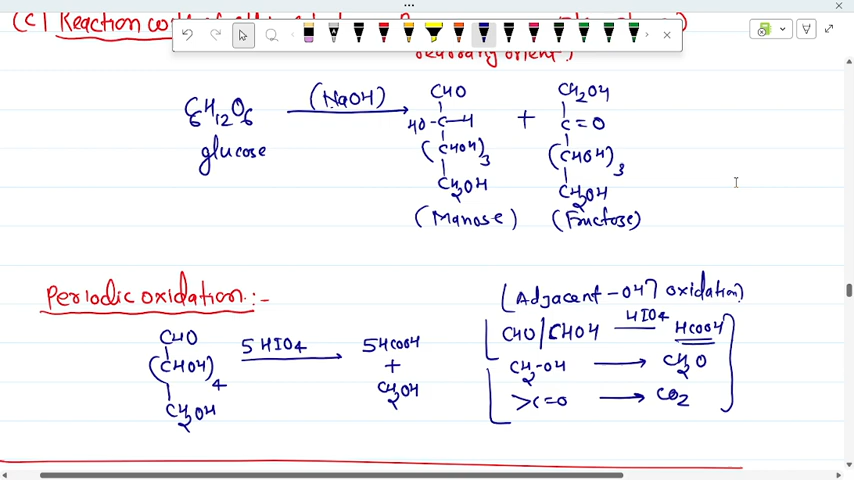 (C) Reaction with
glucose
C6H12O6 (NaOH)
CHO
HO-C-H
(CHOH)3
CH2OH
(Manose)
+
CH2OH
C=O
(CHOH)3
CH2OH
(Fructose)
Periodic oxidation :-
CHO
(CHOH)4
CH2OH
5HIO4
5HCOOH
+
CH2OH
(Adjacent -OH oxidation)
CHO/CHOH HIO4 HCOOH
CH2-OH → CH2O
>C=O → CO2